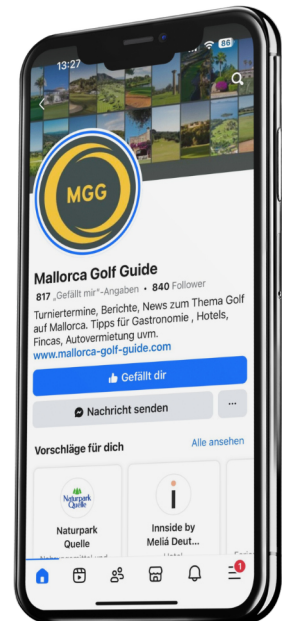 13:27
86
MGG
Mallorca Golf Guide
817 „Gefällt mir“-Angaben • 840 Follower
Turniertermine, Berichte, News zum Thema Golf
auf Mallorca. Tipps für Gastronomie , Hotels,
Fincas, Autovermietung uvm.
www.mallorca-golf-guide.com
Gefällt dir
Nachricht senden
...
Vorschläge für dich
Alle ansehen
Naturpark
Quelle
i
Naturpark
Quelle
Innside by
Meliá Deut...
Hotel
1